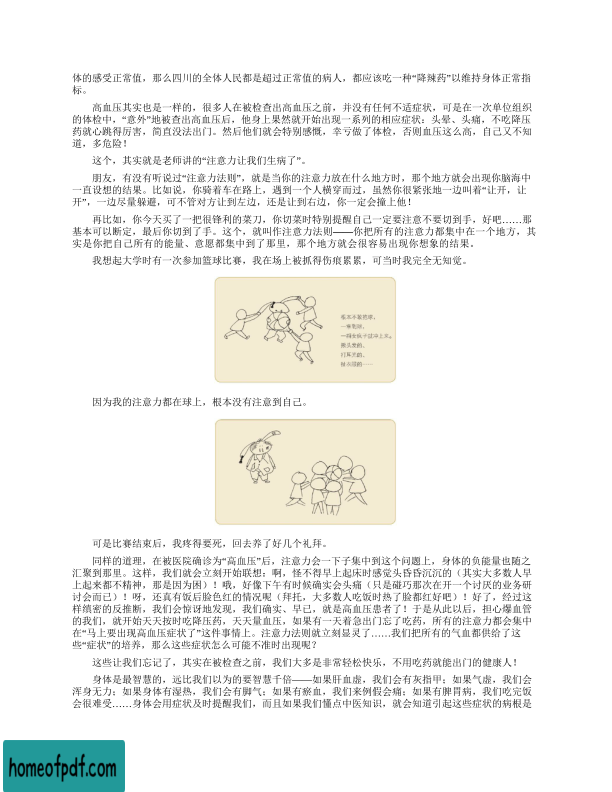 体的感受正常值，那么四川的全体人民都是超过正常值的病人，都应该吃一种“降辣药”以维持身体正常指
标。
高血压其实也是一样的，很多人在被检查出高血压之前，并没有任何不适症状，可是在一次单位组织
的体检中，“意外”地被查出高血压后，他身上果然就开始出现一系列的相应症状：头晕、头痛，不吃降压
药就心跳得厉害，简直没法出门。然后他们就会特别感慨，幸亏做了体检，否则血压这么高，自己又不知
道，多危险！
这个，其实就是老师讲的“注意力让我们生病了”。
朋友，有没有听说过“注意力法则”，就是当你的注意力放在什么地方时，那个地方就会出现你脑海中
一直设想的结果。比如说，你骑着车在路上，遇到一个人横穿而过，虽然你很紧张地一边叫着“让开，让
开”，一边尽量躲避，可不管对方让到左边，还是让到右边，你一定会撞上他！
再比如，你今天买了一把很锋利的菜刀，你切菜时特别提醒自己一定要注意不要切到手，好吧……那
基本可以断定，最后你切到了手。这个，就叫作注意力法则——你把所有的注意力都集中在一个地方，其
实是你把自己所有的能量、意愿都集中到了那里，那个地方就会很容易出现你想象的结果。
我想起大学时有一次参加篮球比赛，我在场上被抓得伤痕累累，可当时我完全无知觉。
因为我的注意力都在球上，根本没有注意到自己。
可是比赛结束后，我疼得要死，回去养了好几个礼拜。
同样的道理，在被医院确诊为“高血压”后，注意力会一下子集中到这个问题上，身体的负能量也随之
汇聚到那里。这样，我们就会立刻开始联想：啊，怪不得早上起床时感觉头昏昏沉沉的（其实大多数人早
上起来都不精神，那是因为困）！哦，好像下午有时候确实会头痛（只是碰巧那次在开一个讨厌的业务研
讨会而已）！呀，还真有饭后脸色红的情况呢（拜托，大多数人吃饭时热了脸都红好吧）！好了，经过这
样缜密的反推断，我们会惊讶地发现，我们确实、早已，就是高血压患者了！于是从此以后，担心爆血管
的我们，就开始天天按时吃降压药，天天量血压，如果有一天着急出门忘了吃药，所有的注意力都会集中
在“马上要出现高血压症状了”这件事情上。注意力法则就立刻显灵了……我们把所有的气血都供给了这
些“症状”的培养，那么这些症状怎么可能不准时出现呢？
这些让我们忘记了，其实在被检查之前，我们大多是非常轻松快乐，不用吃药就能出门的健康人！
身体是最智慧的，远比我们以为的要智慧千倍——如果肝血虚，我们会有灰指甲；如果气虚，我们会
浑身无力；如果身体有湿热，我们会有脚气；如果有瘀血，我们来例假会痛；如果有脾胃病，我们吃完饭
会很难受……身体会用症状及时提醒我们，而且如果我们懂点中医知识，就会知道引起这些症状的病根是
homeofpdf.com